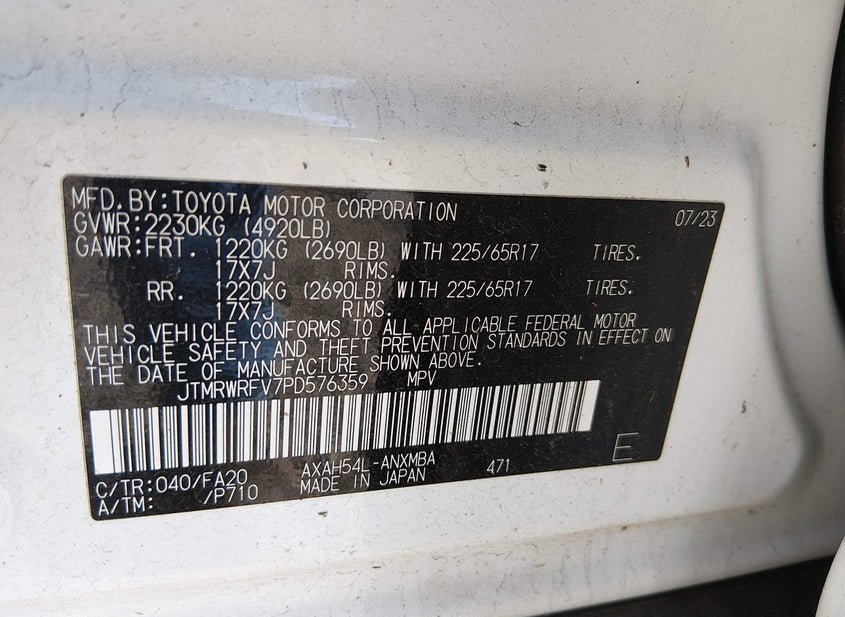 MFD. BY: TOYOTA MOTOR CORPORATION 07/23
GVWR: 2230KG (4920LB)
GAWR: FRT. 1220KG (2690LB) WITH 225/65R17 TIRES.
17X7J RIMS.
RR. 1220KG (2690LB) WITH 225/65R17 TIRES.
17X7J RIMS.
THIS VEHICLE CONFORMS TO ALL APPLICABLE FEDERAL MOTOR
VEHICLE SAFETY AND THEFT PREVENTION STANDARDS IN EFFECT ON
THE DATE OF MANUFACTURE SHOWN ABOVE.
JTMRWRFV7PD576359 MPV
C/TR: 040/FA20 AXAH54L-ANXMBA 471 E
A/TM: /P710 MADE IN JAPAN